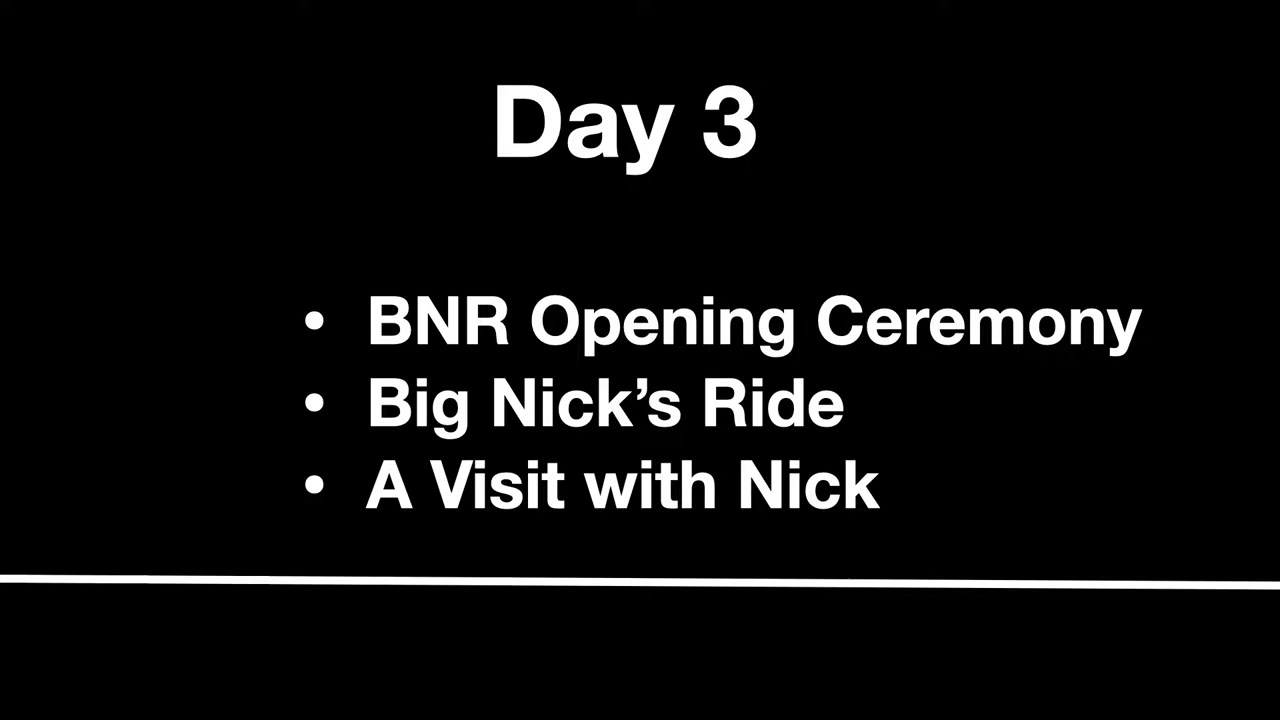 Day 3
• BNR Opening Ceremony
• Big Nick’s Ride
• A Visit with Nick